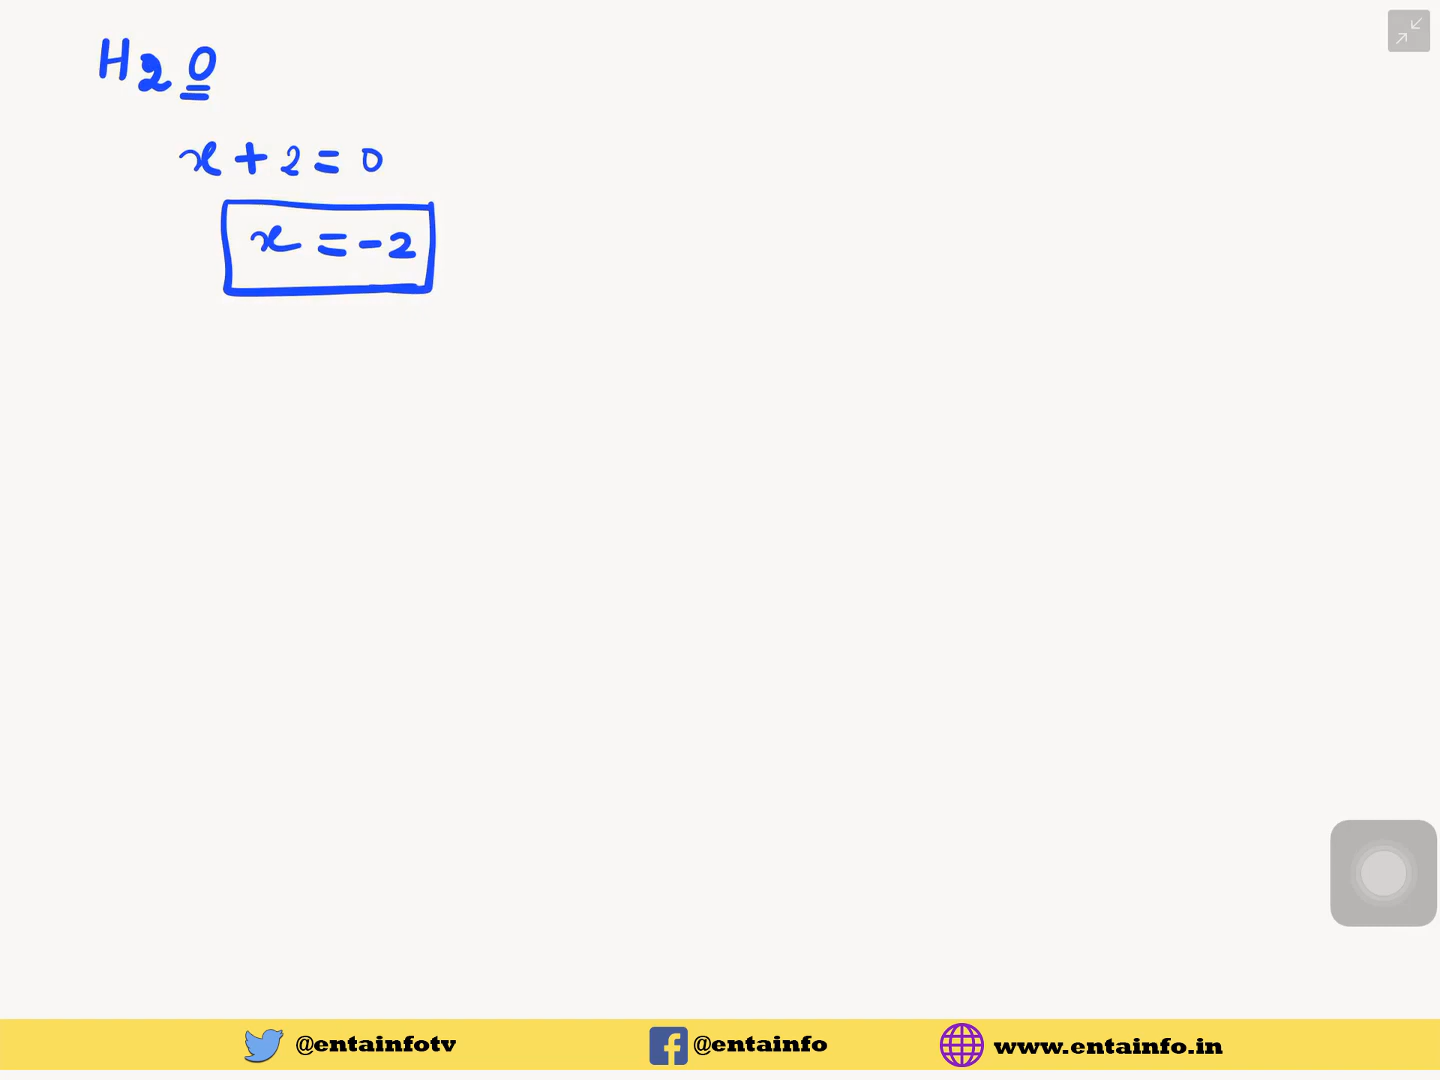 H2O
x + 2 = 0
x = -2
@entainfotv @entainfo www.entainfo.in